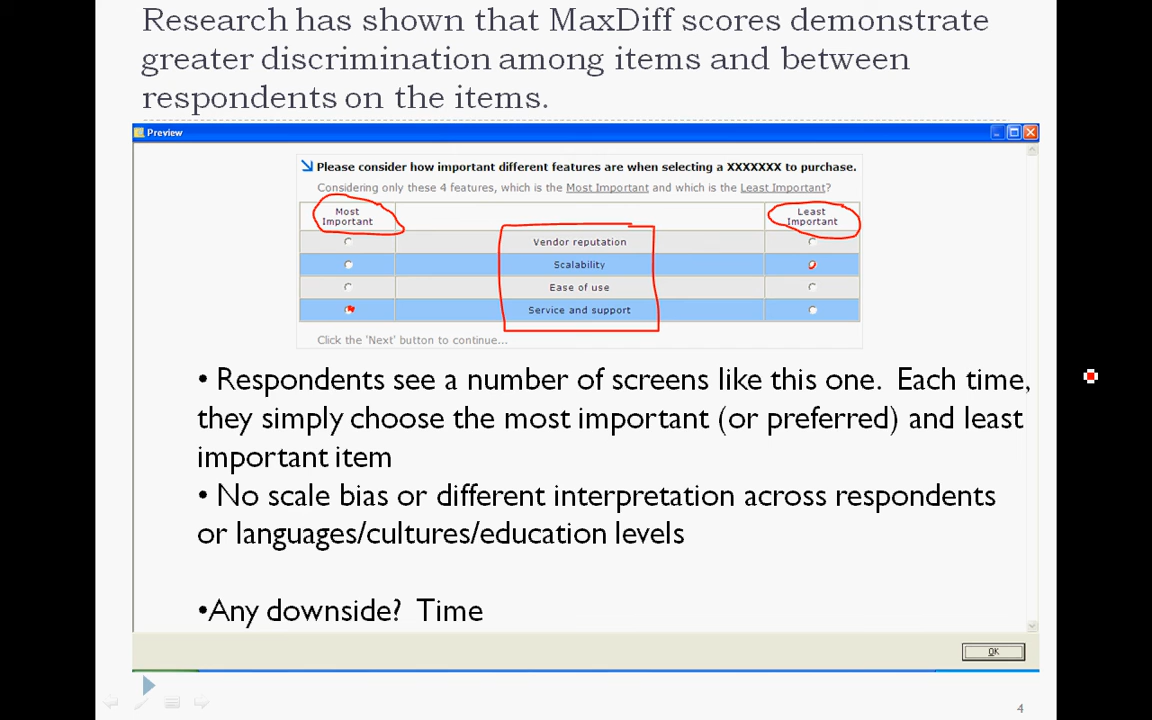 Research has shown that MaxDiff scores demonstrate
greater discrimination among items and between
respondents on the items.
Preview
Please consider how important different features are when selecting a XXXXXXX to purchase.
Considering only these 4 features, which is the Most Important and which is the Least Important?
Most Least
Important Important
Vendor reputation
Scalability
Ease of use
Service and support
Click the 'Next' button to continue...
• Respondents see a number of screens like this one. Each time,
they simply choose the most important (or preferred) and least
important item
• No scale bias or different interpretation across respondents
or languages/cultures/education levels
•Any downside? Time
OK
4